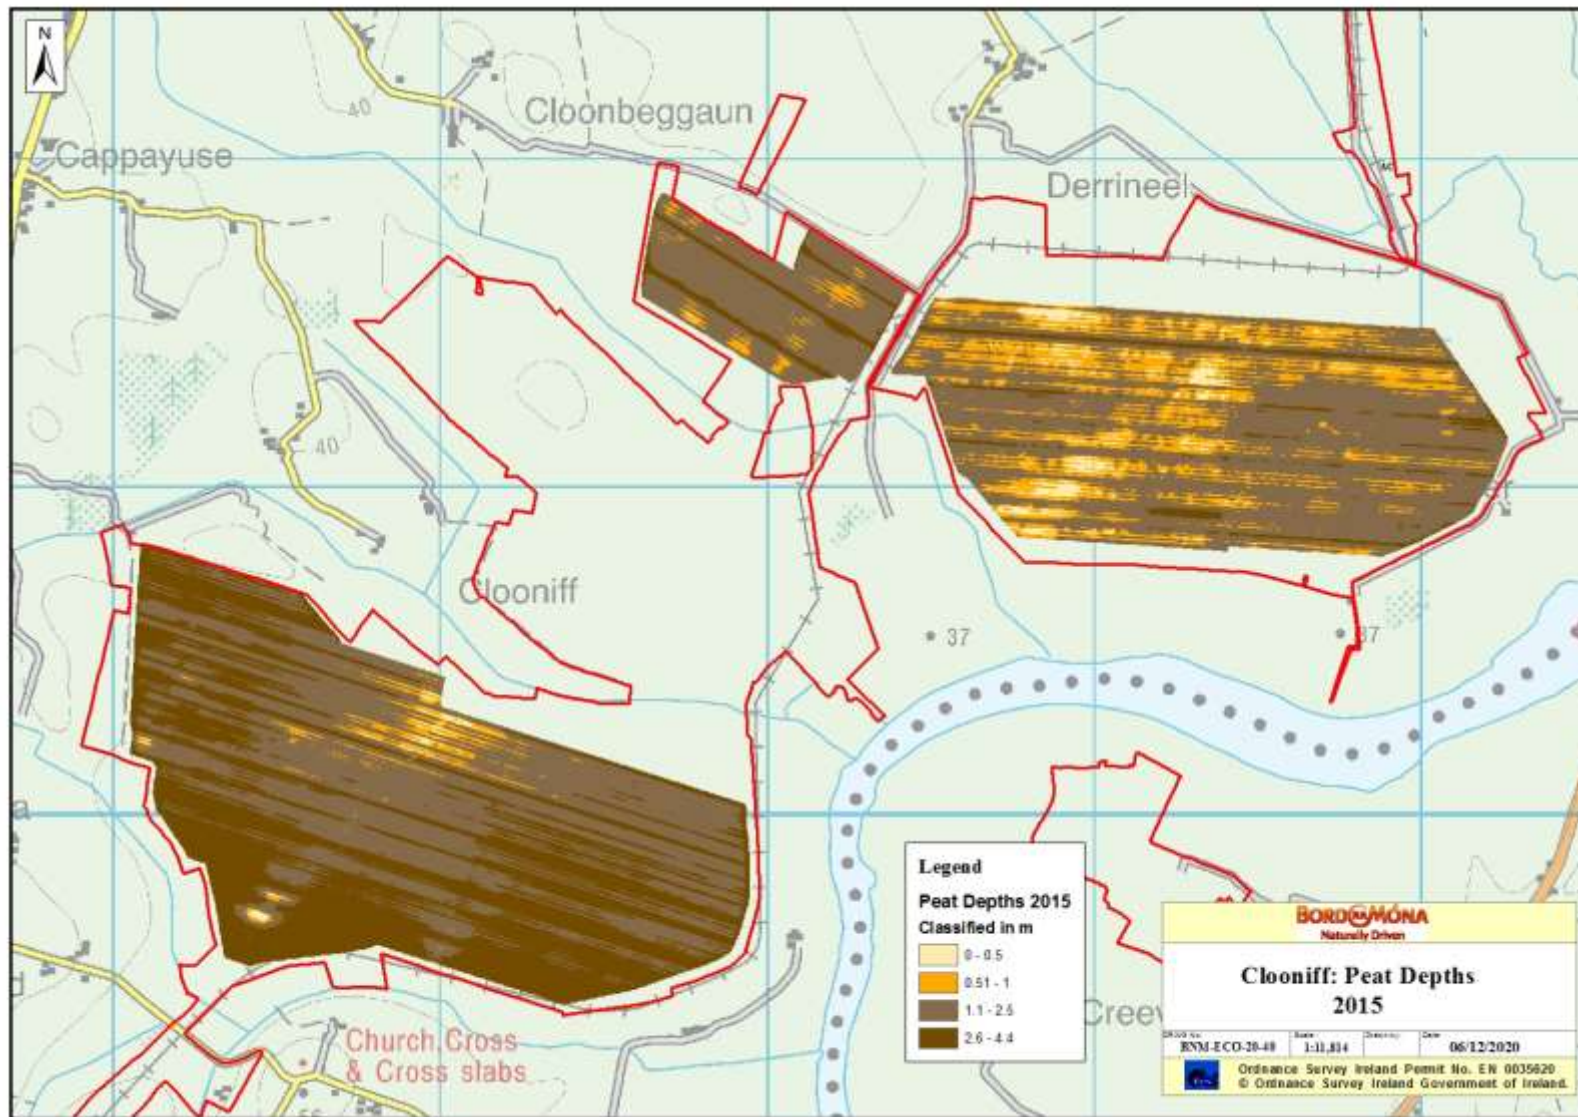 N
40
Cloonbeggaun
Cappayuse
Derrineel
40
Clooniff
37
37
Church, Cross
& Cross slabs
Creev
Legend
Peat Depths 2015
Classified in m
0 - 0.5
0.51 - 1
1.1 - 2.5
2.6 - 4.4
BORD NA MÓNA
Naturally Driven
Clooniff: Peat Depths
2015
BNM-ECO-20-40
1:11,814
Date
06/12/2020
Ordnance Survey Ireland Permit No. EN 0035620
© Ordnance Survey Ireland Government of Ireland.